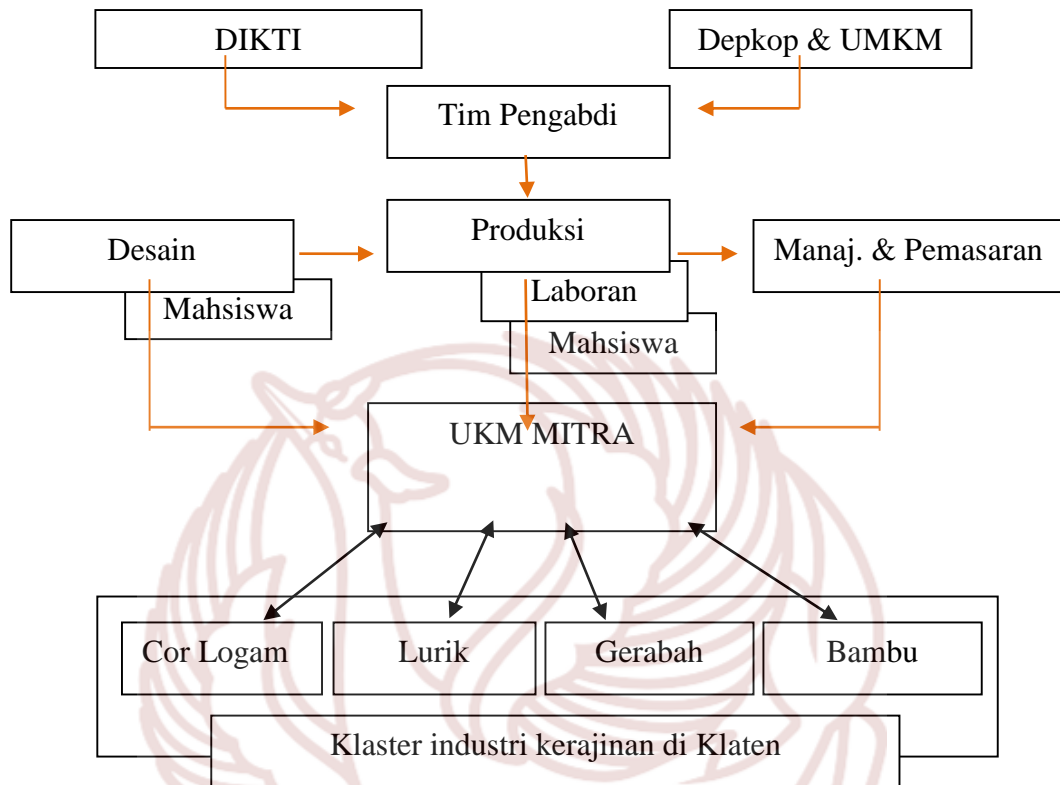 DIKTI
Depkop & UMKM
Tim Pengabdi
Desain
Produksi
Manaj. & Pemasaran
Mahsiswa
Laboran
Mahsiswa
UKM MITRA
Cor Logam
Lurik
Gerabah
Bambu
Klaster industri kerajinan di Klaten